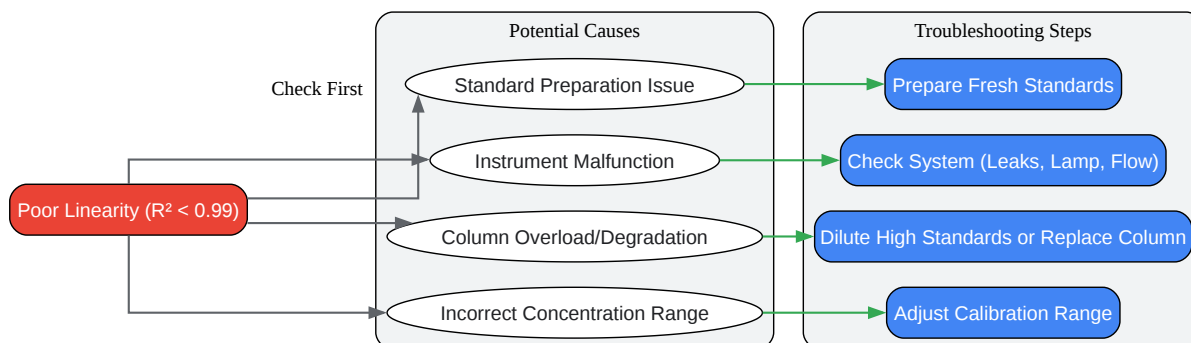 Potential Causes
Troubleshooting Steps
Check First
Standard Preparation Issue
Prepare Fresh Standards
Instrument Malfunction
Check System (Leaks, Lamp, Flow)
Poor Linearity (R² < 0.99)
Column Overload/Degradation
Dilute High Standards or Replace Column
Incorrect Concentration Range
Adjust Calibration Range